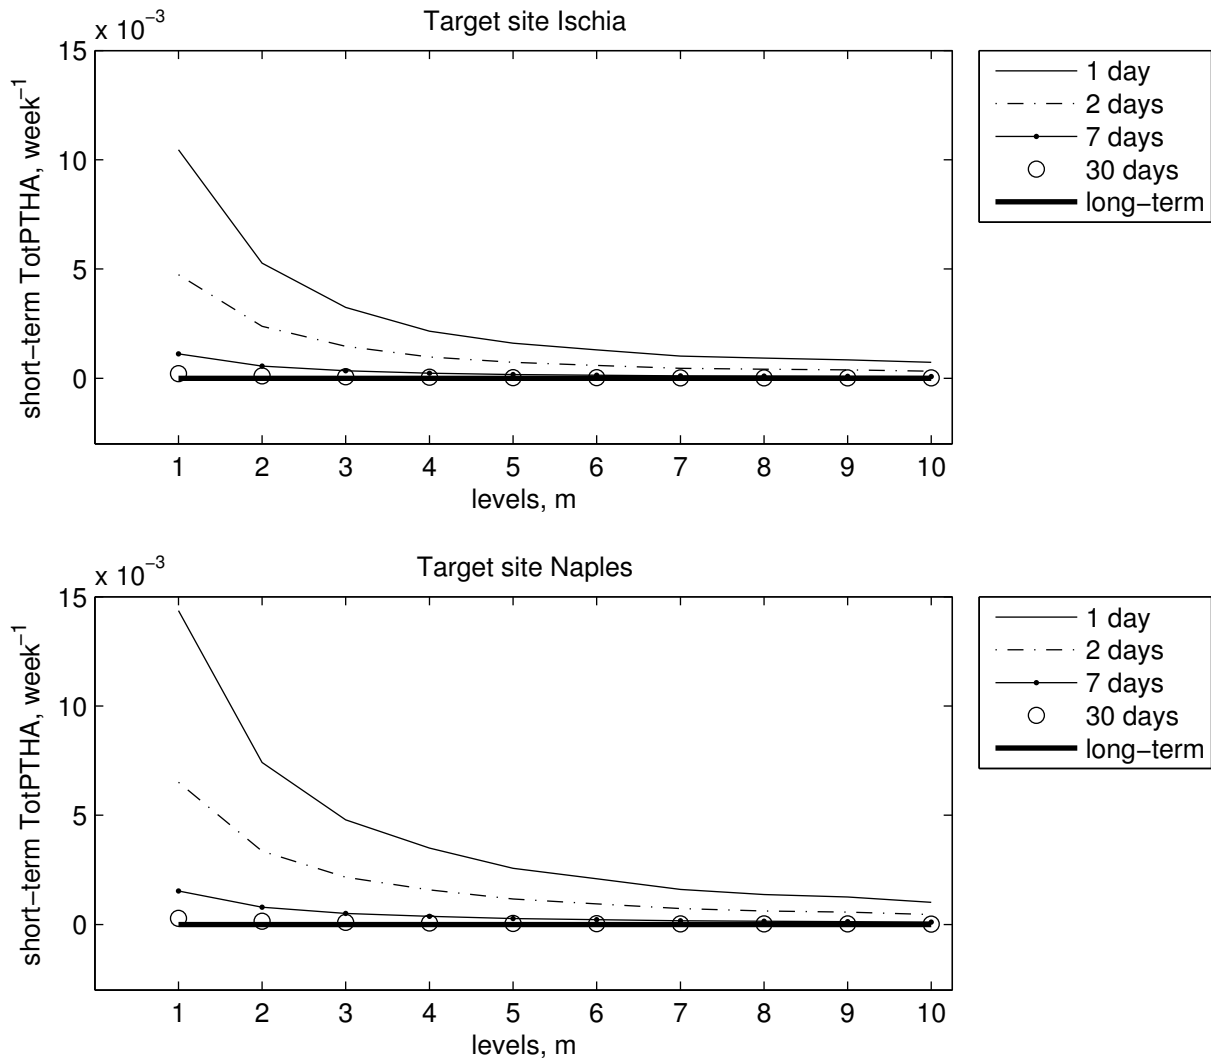 Target site Ischia
x 10⁻³
15
10
5
0
short−term TotPTHA, week⁻¹
1 2 3 4 5 6 7 8 9 10
levels, m
1 day
2 days
7 days
30 days
long−term
Target site Naples
x 10⁻³
15
10
5
0
short−term TotPTHA, week⁻¹
1 2 3 4 5 6 7 8 9 10
levels, m
1 day
2 days
7 days
30 days
long−term